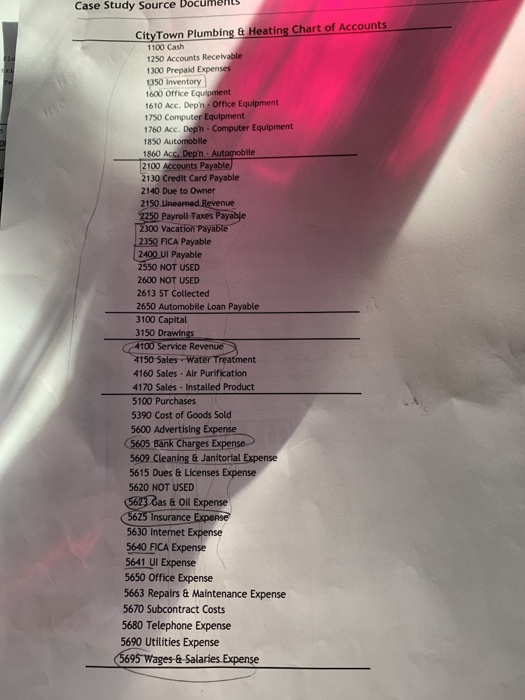 Case Study Source Documents
CityTown Plumbing & Heating Chart of Accounts
1100 Cash
1250 Accounts Receivable
1300 Prepaid Expenses
1350 Inventory
1600 Office Equipment
1610 Acc. Dep'n - Office Equipment
1750 Computer Equipment
1760 Acc. Dep'n - Computer Equipment
1850 Automobile
1860 Acc. Dep'n - Automobile
2100 Accounts Payable
2130 Credit Card Payable
2140 Due to Owner
2150 Unearned Revenue
2250 Payroll Taxes Payable
2300 Vacation Payable
2350 FICA Payable
2400 UI Payable
2550 NOT USED
2600 NOT USED
2613 ST Collected
2650 Automobile Loan Payable
3100 Capital
3150 Drawings
4100 Service Revenue
4150 Sales - Water Treatment
4160 Sales - Air Purification
4170 Sales - Installed Product
5100 Purchases
5390 Cost of Goods Sold
5600 Advertising Expense
5605 Bank Charges Expense
5609 Cleaning & Janitorial Expense
5615 Dues & Licenses Expense
5620 NOT USED
5623 Gas & Oil Expense
5625 Insurance Expense
5630 Internet Expense
5640 FICA Expense
5641 UI Expense
5650 Office Expense
5663 Repairs & Maintenance Expense
5670 Subcontract Costs
5680 Telephone Expense
5690 Utilities Expense
5695 Wages & Salaries Expense